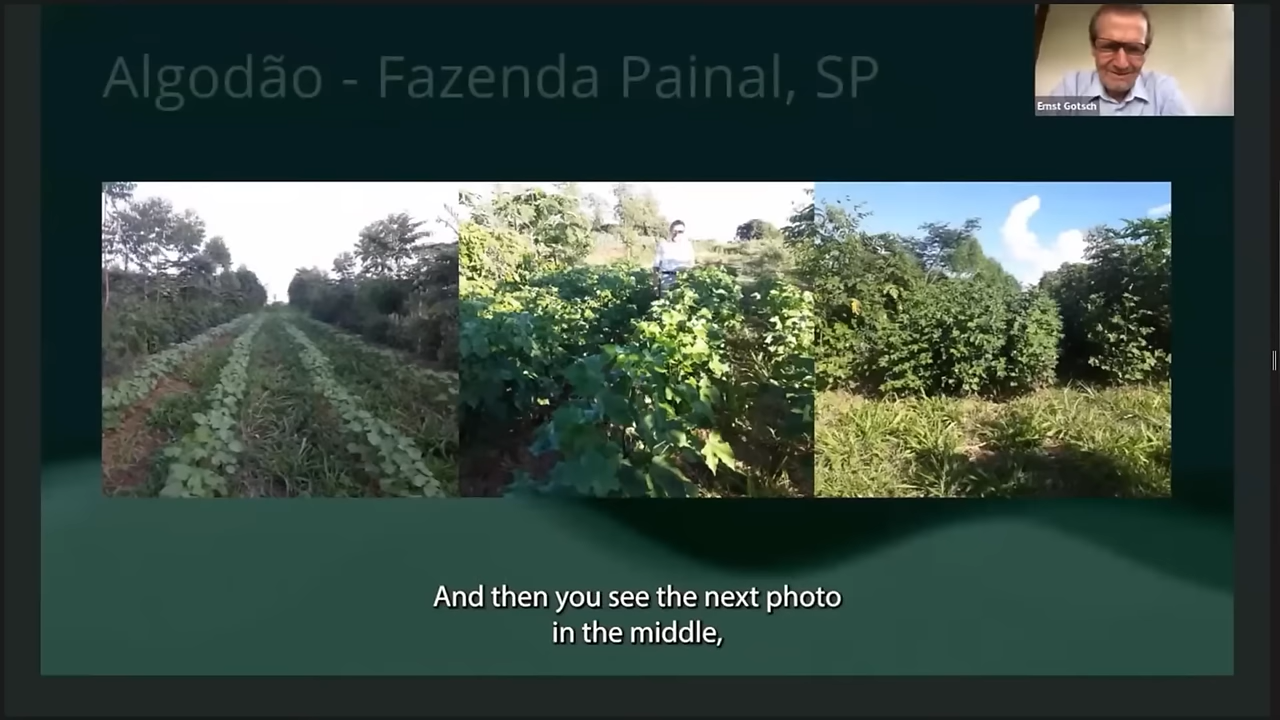 Algodão - Fazenda Painal, SP
Ernst Gotsch
And then you see the next photo
in the middle,